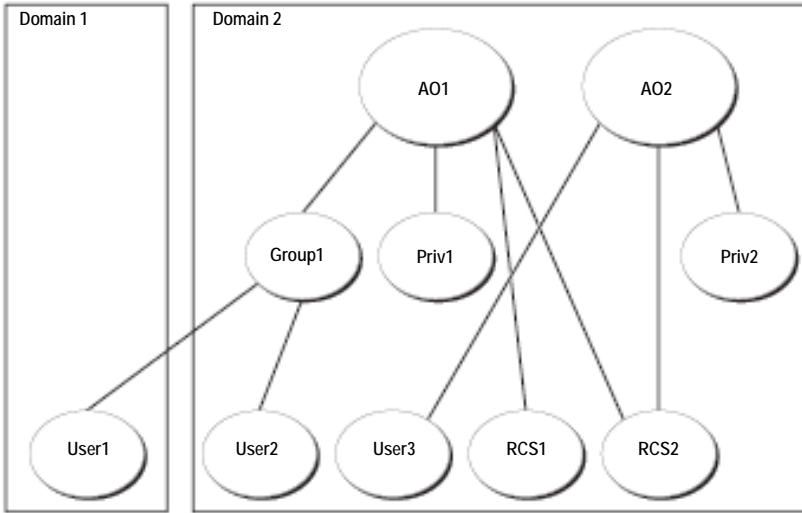 Domain 1
Domain 2
AO1
AO2
Group1
Priv1
Priv2
User1
User2
User3
RCS1
RCS2